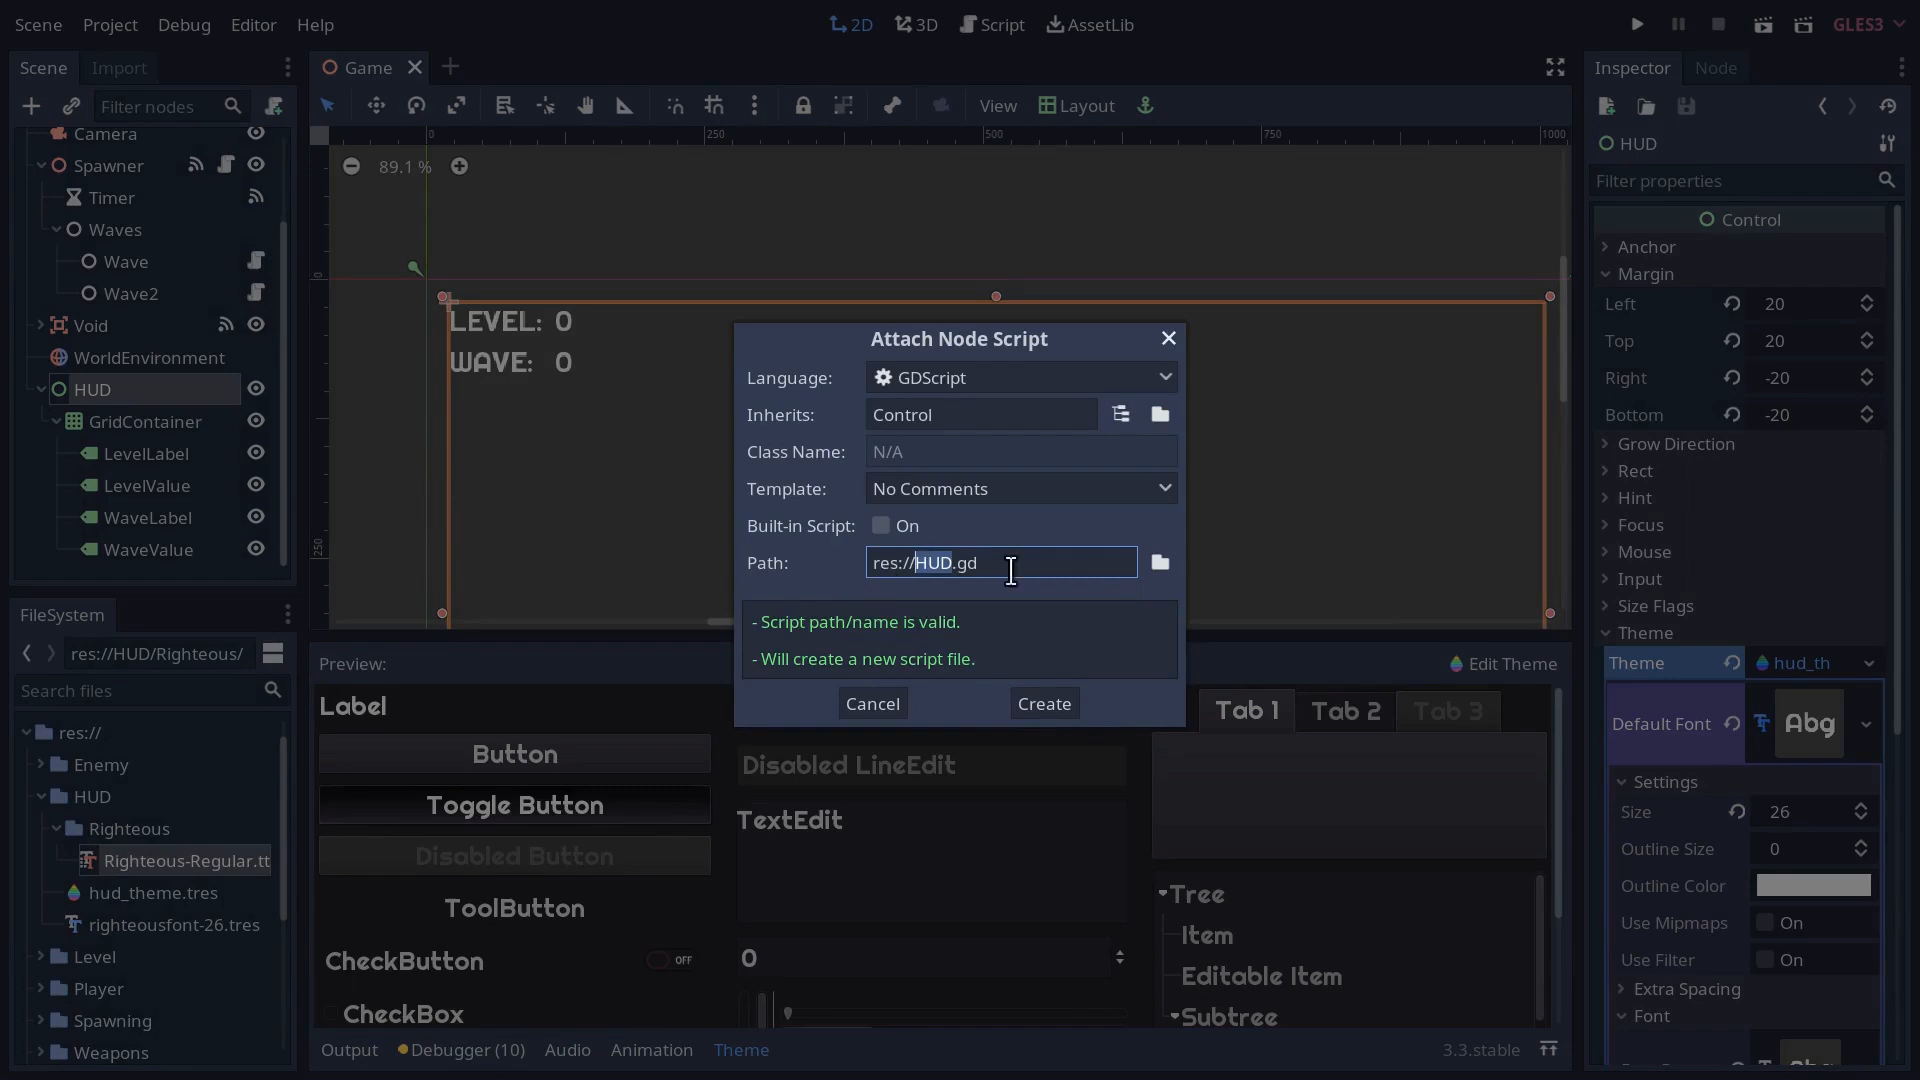 Scene Project Debug Editor Help
2D 3D Script AssetLib
GLES3
Scene Import
Filter nodes
Camera
Spawner
Timer
Waves
Wave
Wave2
Void
WorldEnvironment
HUD
GridContainer
LevelLabel
LevelValue
WaveLabel
WaveValue
FileSystem
res://HUD/Righteous/
Search files
res://
Enemy
HUD
Righteous
Righteous-Regular.tt
hud_theme.tres
righteousfont-26.tres
Level
Player
Spawning
Weapons
Game
View Layout
0 250 500 750 1000
89.1 %
0
250
LEVEL: 0
WAVE: 0
Attach Node Script
Language: GDScript
Inherits: Control
Class Name: N/A
Template: No Comments
Built-in Script: On
Path: res://HUD.gd
- Script path/name is valid.
- Will create a new script file.
Cancel Create
Preview: Edit Theme
Label
Button
Toggle Button
Disabled Button
ToolButton
CheckButton OFF
CheckBox
Disabled LineEdit
TextEdit
0
Tab 1 Tab 2 Tab 3
Tree
Item
Editable Item
Subtree
Output Debugger (10) Audio Animation Theme 3.3.stable
Inspector Node
HUD
Filter properties
Control
Anchor
Margin
Left 20
Top 20
Right -20
Bottom -20
Grow Direction
Rect
Hint
Focus
Mouse
Input
Size Flags
Theme
Theme hud_th
Default Font Abg
Settings
Size 26
Outline Size 0
Outline Color
Use Mipmaps On
Use Filter On
Extra Spacing
Font